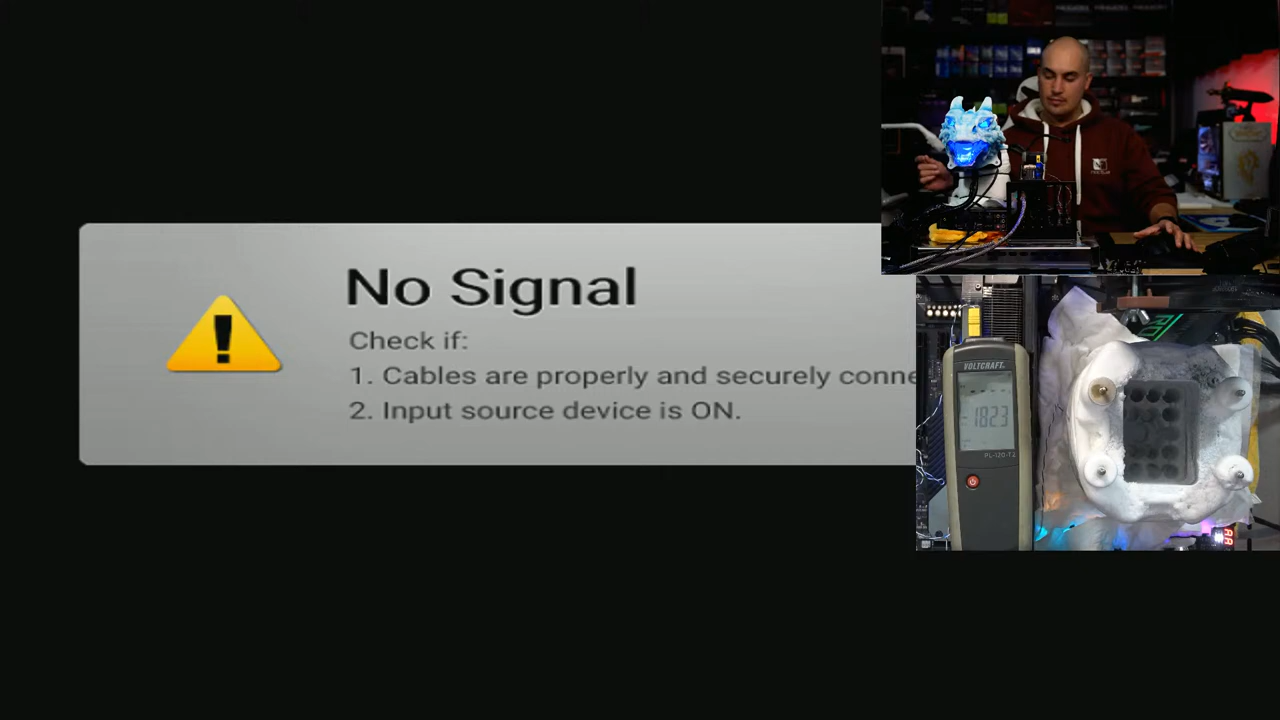 No Signal
Check if:
1. Cables are properly and securely conne
2. Input source device is ON.
VOLTCRAFT
-182.3
PL-120-T2
AA